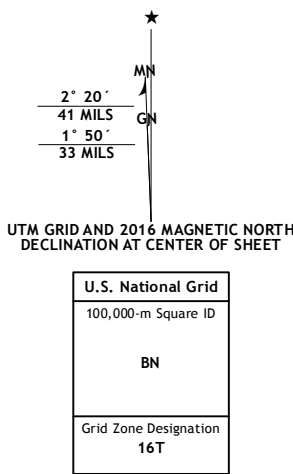 ★
MN
GN
2° 20´
41 MILS
1° 50´
33 MILS
UTM GRID AND 2016 MAGNETIC NORTH
DECLINATION AT CENTER OF SHEET
U.S. National Grid
100,000-m Square ID
BN
Grid Zone Designation
16T